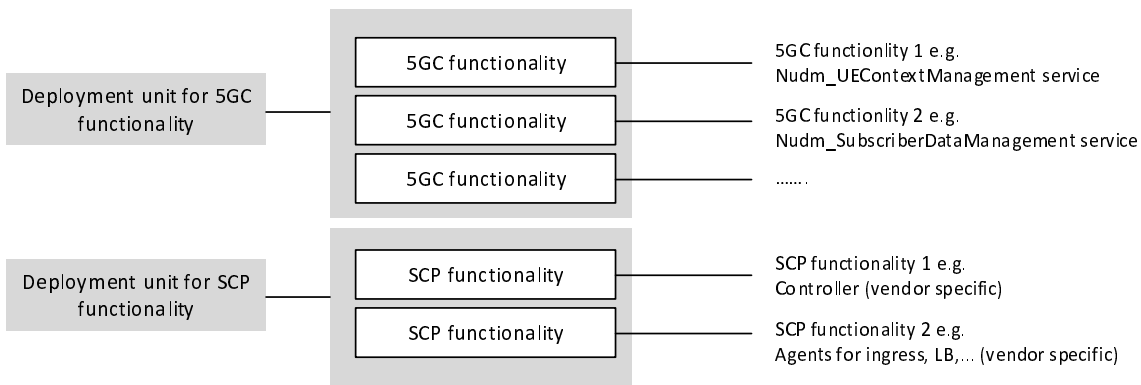 Deployment unit for 5GC
functionality
5GC functionality
5GC functionality
5GC functionality
5GC functionlity 1 e.g.
Nudm_UEContextManagement service
5GC functionlity 2 e.g.
Nudm_SubscriberDataManagement service
…….
Deployment unit for SCP
functionality
SCP functionality
SCP functionality
SCP functionality 1 e.g.
Controller (vendor specific)
SCP functionality 2 e.g.
Agents for ingress, LB,… (vendor specific)